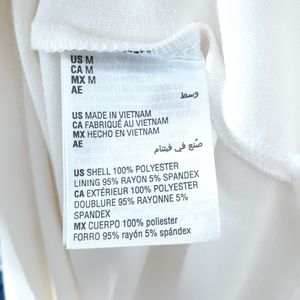 US M
CA M
MX M
AE
وسط
US MADE IN VIETNAM
CA FABRIQUÉ AU VIETNAM
MX HECHO EN VIETNAM
AE
صنع في فيتنام
US SHELL 100% POLYESTER
LINING 95% RAYON 5% SPANDEX
CA EXTÉRIEUR 100% POLYESTER
DOUBLURE 95% RAYONNE 5%
SPANDEX
MX CUERPO 100% poliester
FORRO 95% rayón 5% spándex